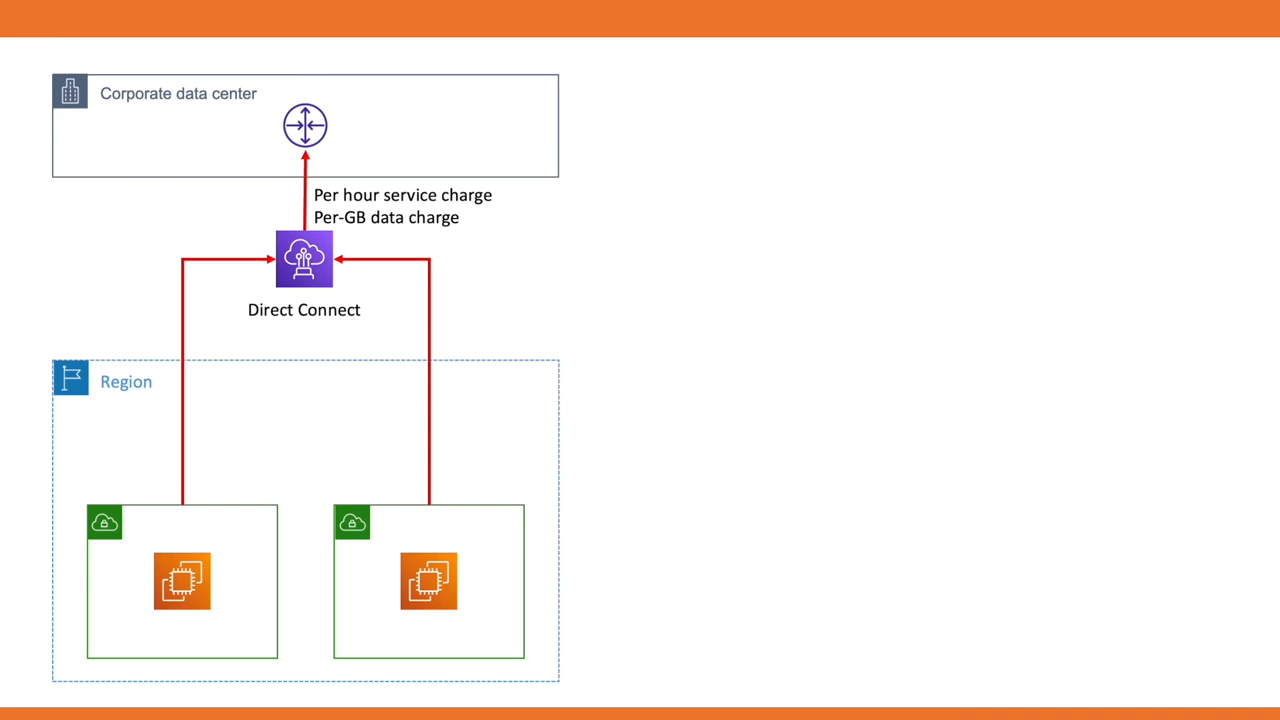 Corporate data center
Per hour service charge
Per-GB data charge
Direct Connect
Region